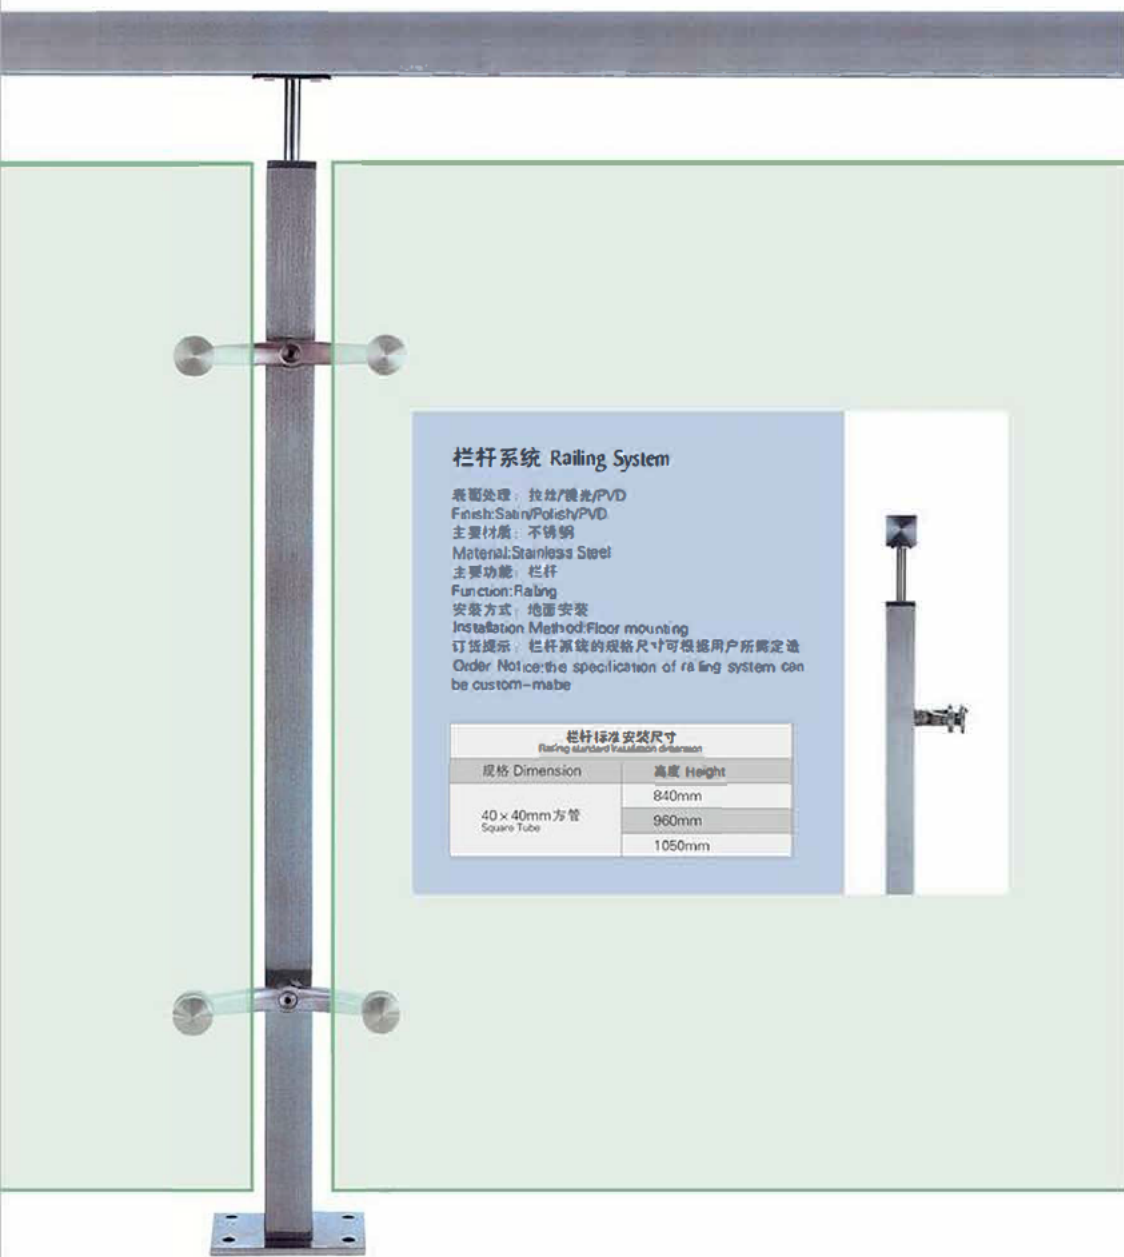 栏杆系统 Railing System
表面处理：拉丝/镜光/PVD
Finish:Satin/Polish/PVD
主要材质：不锈钢
Material:Stainless Steel
主要功能：栏杆
Function:Railing
安装方式：地面安装
Installation Method:Floor mounting
订货提示：栏杆系统的规格尺寸可根据用户所需定造
Order Notice:the specification of railing system can
be custom-mabe
栏杆标准安装尺寸
Railing standard installation dimension
规格 Dimension 高度 Height
840mm
40×40mm方管
Square Tube
960mm
1050mm